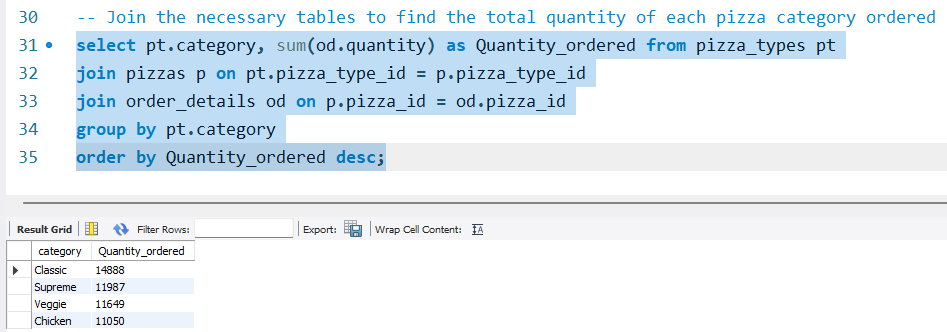 30 -- Join the necessary tables to find the total quantity of each pizza category ordered
31 select pt.category, sum(od.quantity) as Quantity_ordered from pizza_types pt
32 join pizzas p on pt.pizza_type_id = p.pizza_type_id
33 join order_details od on p.pizza_id = od.pizza_id
34 group by pt.category
35 order by Quantity_ordered desc;
Result Grid Filter Rows: Export: Wrap Cell Content:
category Quantity_ordered
Classic 14888
Supreme 11987
Veggie 11649
Chicken 11050